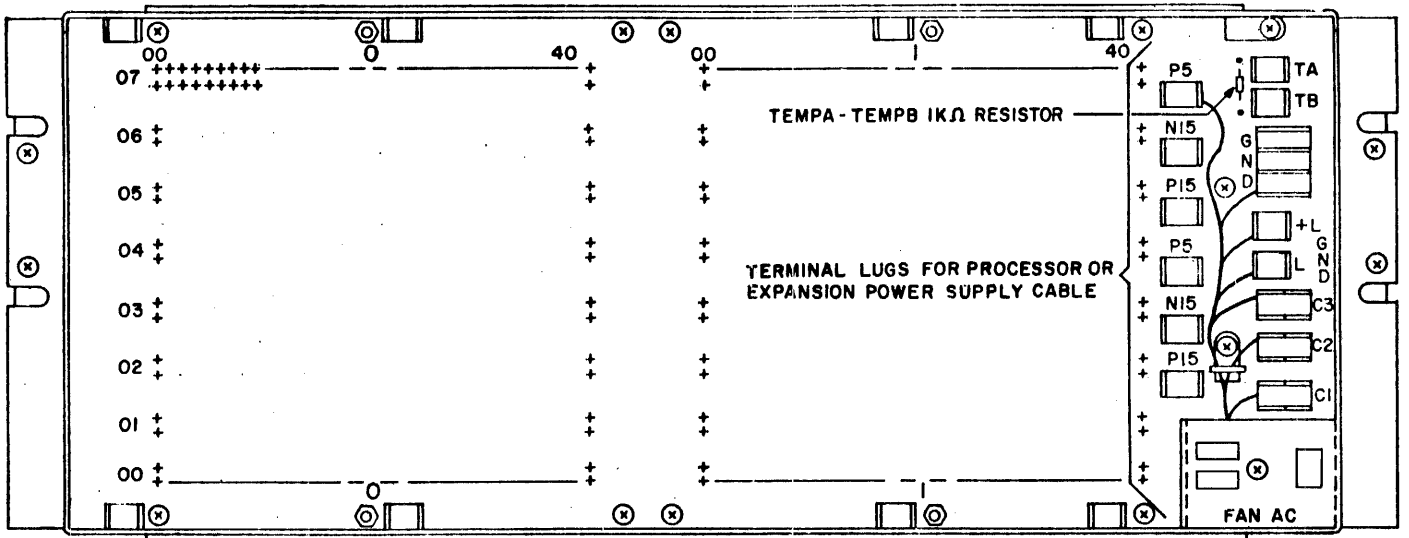 00 0 40 00 1 40
07
06
05
04
03
02
01
00
0 1
TEMPA - TEMPB 1KΩ RESISTOR
TERMINAL LUGS FOR PROCESSOR OR
EXPANSION POWER SUPPLY CABLE
P5
N15
P15
P5
N15
P15
TA
TB
GND
+L
GND
L
C3
C2
C1
FAN AC